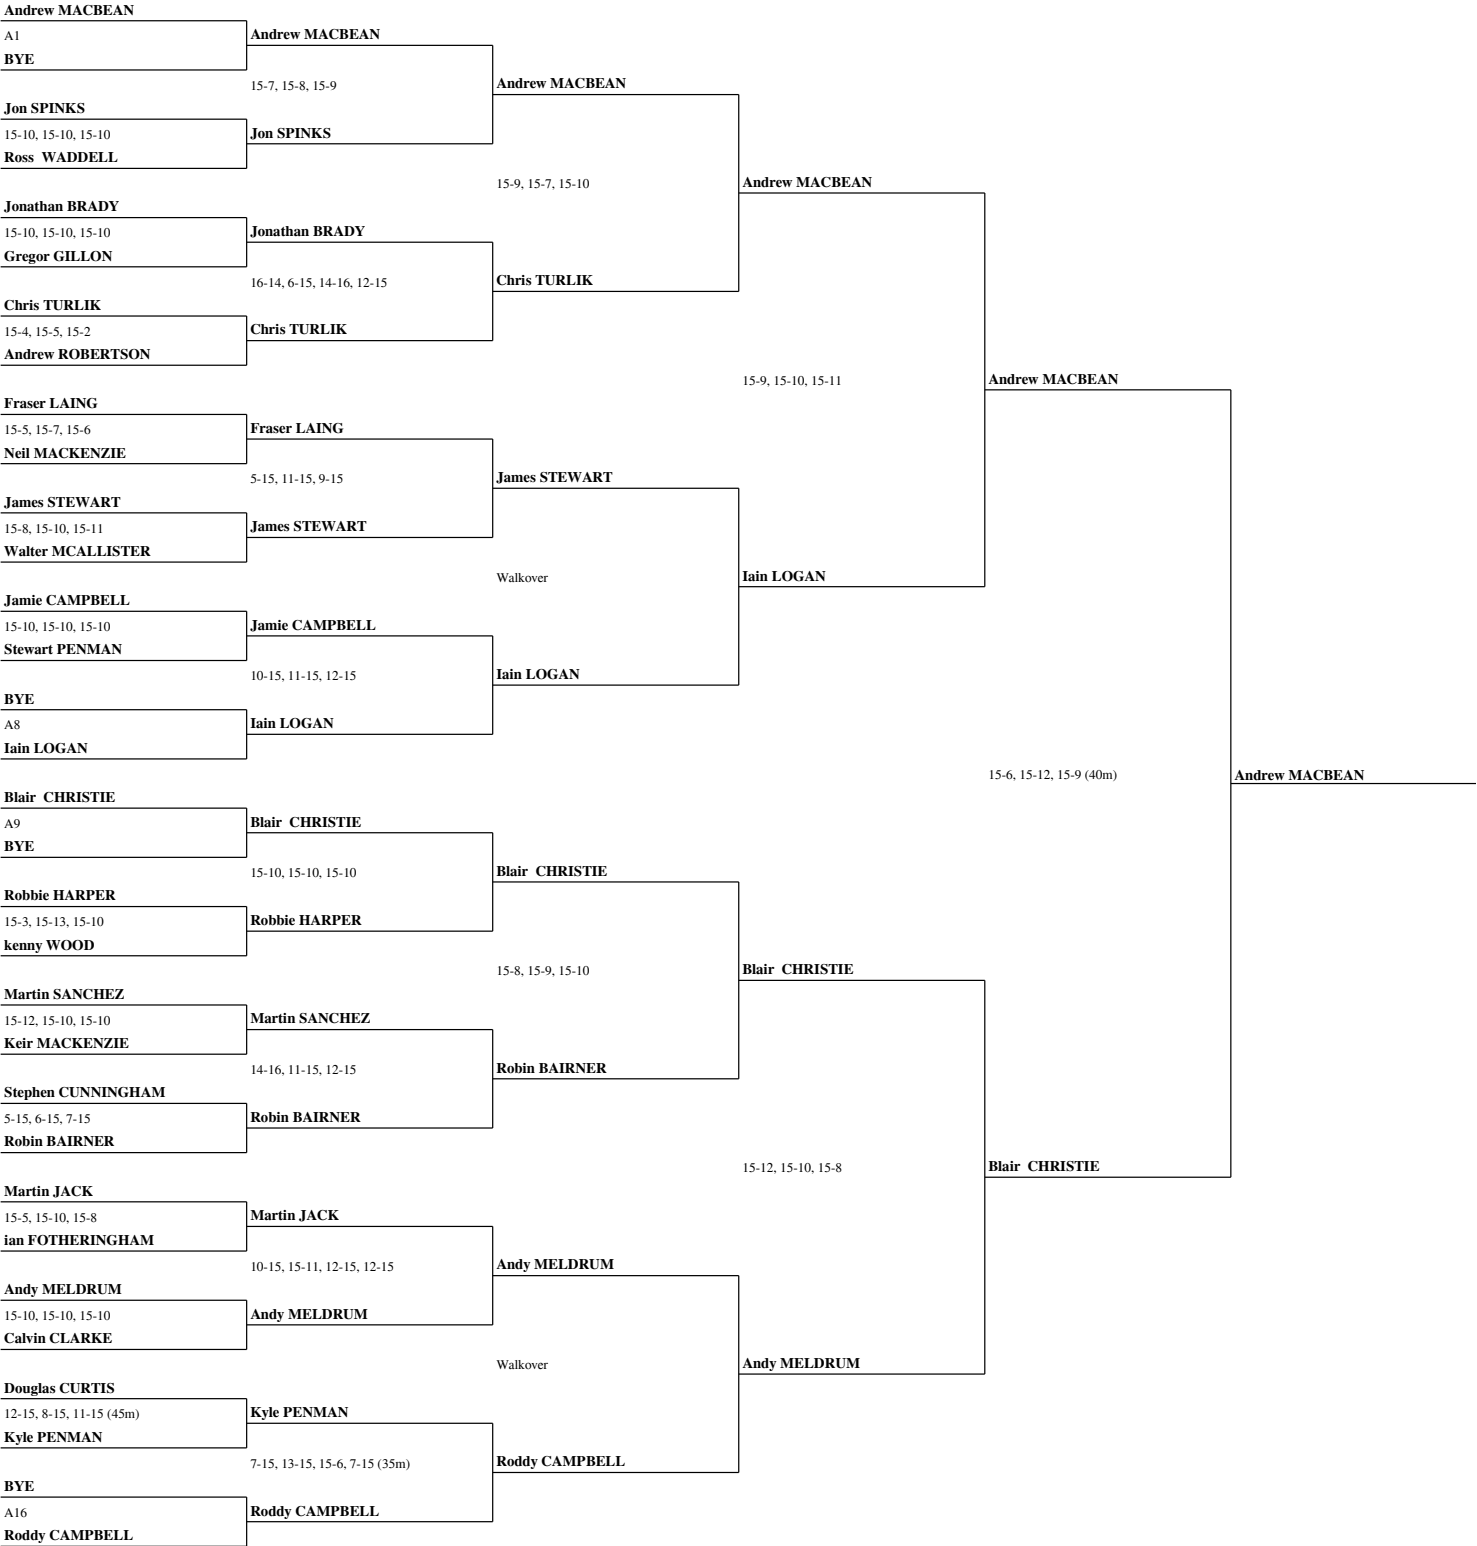 Andrew MACBEAN
A1
BYE
Jon SPINKS
15-10, 15-10, 15-10
Ross  WADDELL
Jonathan BRADY
15-10, 15-10, 15-10
Gregor GILLON
Chris TURLIK
15-4, 15-5, 15-2
Andrew ROBERTSON
Fraser LAING
15-5, 15-7, 15-6
Neil MACKENZIE
James STEWART
15-8, 15-10, 15-11
Walter MCALLISTER
Jamie CAMPBELL
15-10, 15-10, 15-10
Stewart PENMAN
BYE
A8
Iain LOGAN
Blair  CHRISTIE
A9
BYE
Robbie HARPER
15-3, 15-13, 15-10
kenny WOOD
Martin SANCHEZ
15-12, 15-10, 15-10
Keir MACKENZIE
Stephen CUNNINGHAM
5-15, 6-15, 7-15
Robin BAIRNER
Martin JACK
15-5, 15-10, 15-8
ian FOTHERINGHAM
Andy MELDRUM
15-10, 15-10, 15-10
Calvin CLARKE
Douglas CURTIS
12-15, 8-15, 11-15 (45m)
Kyle PENMAN
BYE
A16
Roddy CAMPBELL
Andrew MACBEAN
15-7, 15-8, 15-9
Jon SPINKS
Jonathan BRADY
16-14, 6-15, 14-16, 12-15
Chris TURLIK
Fraser LAING
5-15, 11-15, 9-15
James STEWART
Jamie CAMPBELL
10-15, 11-15, 12-15
Iain LOGAN
Blair  CHRISTIE
15-10, 15-10, 15-10
Robbie HARPER
Martin SANCHEZ
14-16, 11-15, 12-15
Robin BAIRNER
Martin JACK
10-15, 15-11, 12-15, 12-15
Andy MELDRUM
Kyle PENMAN
7-15, 13-15, 15-6, 7-15 (35m)
Roddy CAMPBELL
Andrew MACBEAN
15-9, 15-7, 15-10
Chris TURLIK
James STEWART
Walkover
Iain LOGAN
Blair  CHRISTIE
15-8, 15-9, 15-10
Robin BAIRNER
Andy MELDRUM
Walkover
Roddy CAMPBELL
Andrew MACBEAN
15-9, 15-10, 15-11
Iain LOGAN
Blair  CHRISTIE
15-12, 15-10, 15-8
Andy MELDRUM
Andrew MACBEAN
15-6, 15-12, 15-9 (40m)
Blair  CHRISTIE
Andrew MACBEAN